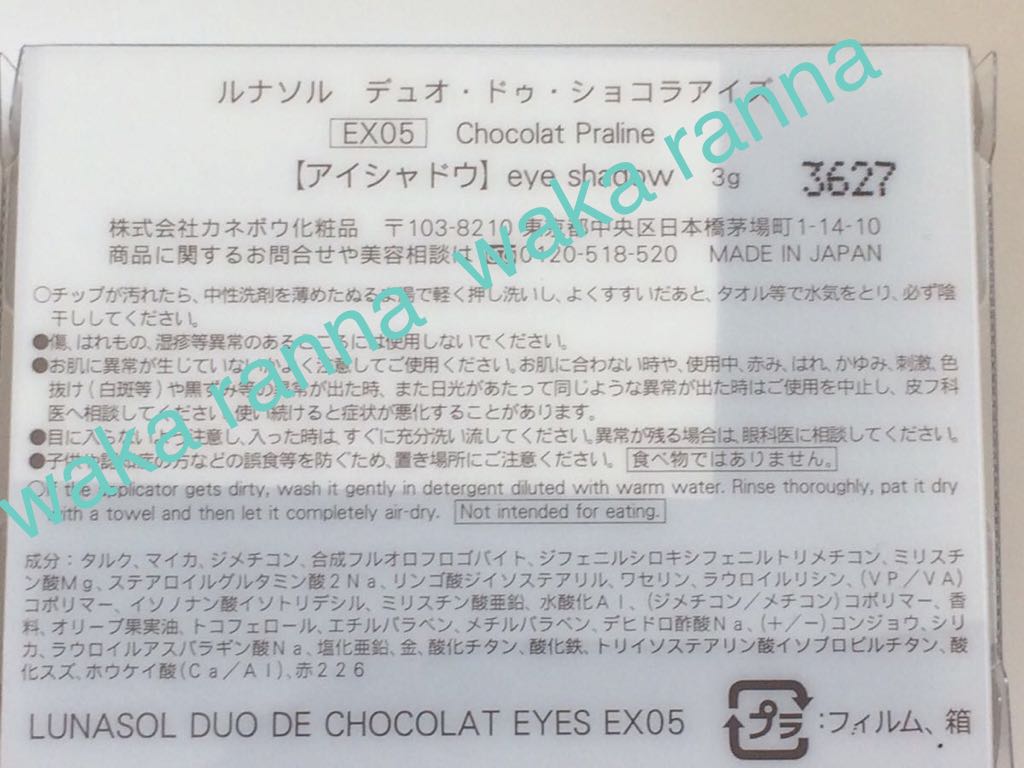 ルナソル デュオ・ドゥ・ショコラアイズ
EX05 Chocolat Praline
【アイシャドウ】eye shadow 3g 3627
株式会社カネボウ化粧品 〒103-8210 東京都中央区日本橋茅場町1-14-10
商品に関するお問合せや美容相談は 0120-518-520 MADE IN JAPAN
○チップが汚れたら、中性洗剤を薄めたぬるま湯で軽く押し洗いし、よくすすいだあと、タオル等で水気をとり、必ず陰
干ししてください。
●傷、はれもの、湿疹等異常のあるところには使用しないでください。
●お肌に異常が生じていないかよく注意してご使用ください。お肌に合わない時や、使用中、赤み、はれ、かゆみ、刺激、色
抜け(白斑等)や黒ずみ等の異常が出た時、また日光があたって同じような異常が出た時はご使用を中止し、皮フ科
医へ相談してください。使い続けると症状が悪化することがあります。
●目に入らないよう注意し、入った時は、すぐに充分洗い流してください。異常が残る場合は、眼科医に相談してください。
●子供や認知症の方などの誤食等を防ぐため、置き場所にご注意ください。 食べ物ではありません。
○If the applicator gets dirty, wash it gently in detergent diluted with warm water. Rinse thoroughly, pat it dry
with a towel and then let it completely air-dry. Not intended for eating.
成分：タルク、マイカ、ジメチコン、合成フルオロフロゴパイト、ジフェニルシロキシフェニルトリメチコン、ミリスチ
ン酸Mg、ステアロイルグルタミン酸2Na、リンゴ酸ジイソステアリル、ワセリン、ラウロイルリシン、(VP/VA)
コポリマー、イソノナン酸イソトリデシル、ミリスチン酸亜鉛、水酸化Al、(ジメチコン/メチコン)コポリマー、香
料、オリーブ果実油、トコフェロール、エチルパラベン、メチルパラベン、デヒドロ酢酸Na、(+/-)コンジョウ、シリ
カ、ラウロイルアスパラギン酸Na、塩化亜鉛、金、酸化チタン、酸化鉄、トリイソステアリン酸イソプロピルチタン、酸
化スズ、ホウケイ酸(Ca/Al)、赤226
LUNASOL DUO DE CHOCOLAT EYES EX05 プラ:フィルム、箱
waka ranna waka ranna waka ranna